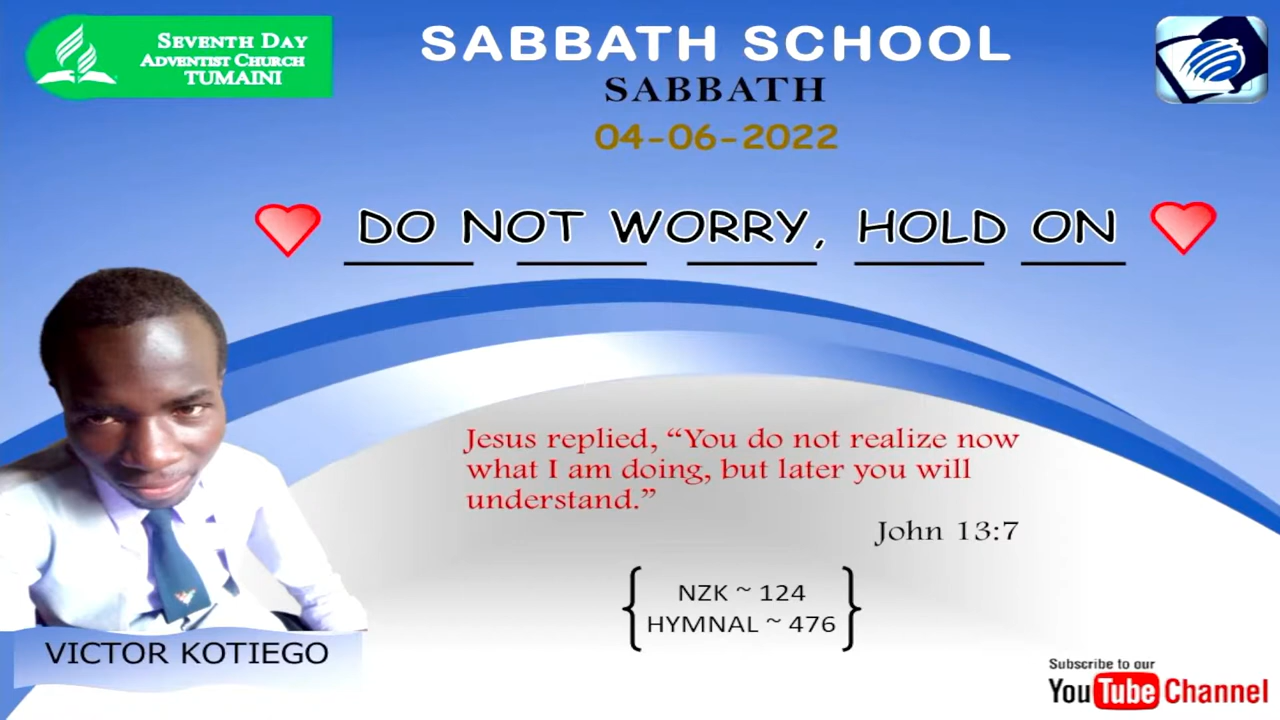 SEVENTH DAY
ADVENTIST CHURCH
TUMAINI
SABBATH SCHOOL
SABBATH
04-06-2022
DO NOT WORRY, HOLD ON
Jesus replied, “You do not realize now
what I am doing, but later you will
understand.”
John 13:7
NZK ~ 124
HYMNAL ~ 476
VICTOR KOTIEGO
Subscribe to our
YouTube Channel